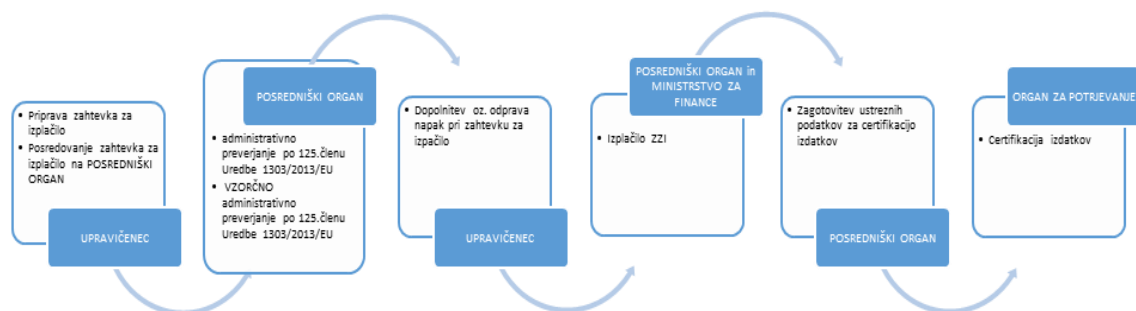 • Priprava zahtevka za
izplačilo
• Posredovanje zahtevka za
izplačilo na POSREDNIŠKI
ORGAN
UPRAVIČENEC
POSREDNIŠKI ORGAN
• administrativno
preverjanje po 125.členu
Uredbe 1303/2013/EU
• VZORČNO
administrativno
preverjanje po 125.členu
Uredbe 1303/2013/EU
• Dopolnitev oz. odprava
napak pri zahtevku za
izpačilo
UPRAVIČENEC
POSREDNIŠKI ORGAN in
MINISTRSTVO ZA
FINANCE
• Izplačilo ZZI
• Zagotovitev ustreznih
podatkov za certifikacijo
izdatkov
POSREDNIŠKI ORGAN
ORGAN ZA POTRJEVANJE
• Certifikacija izdatkov